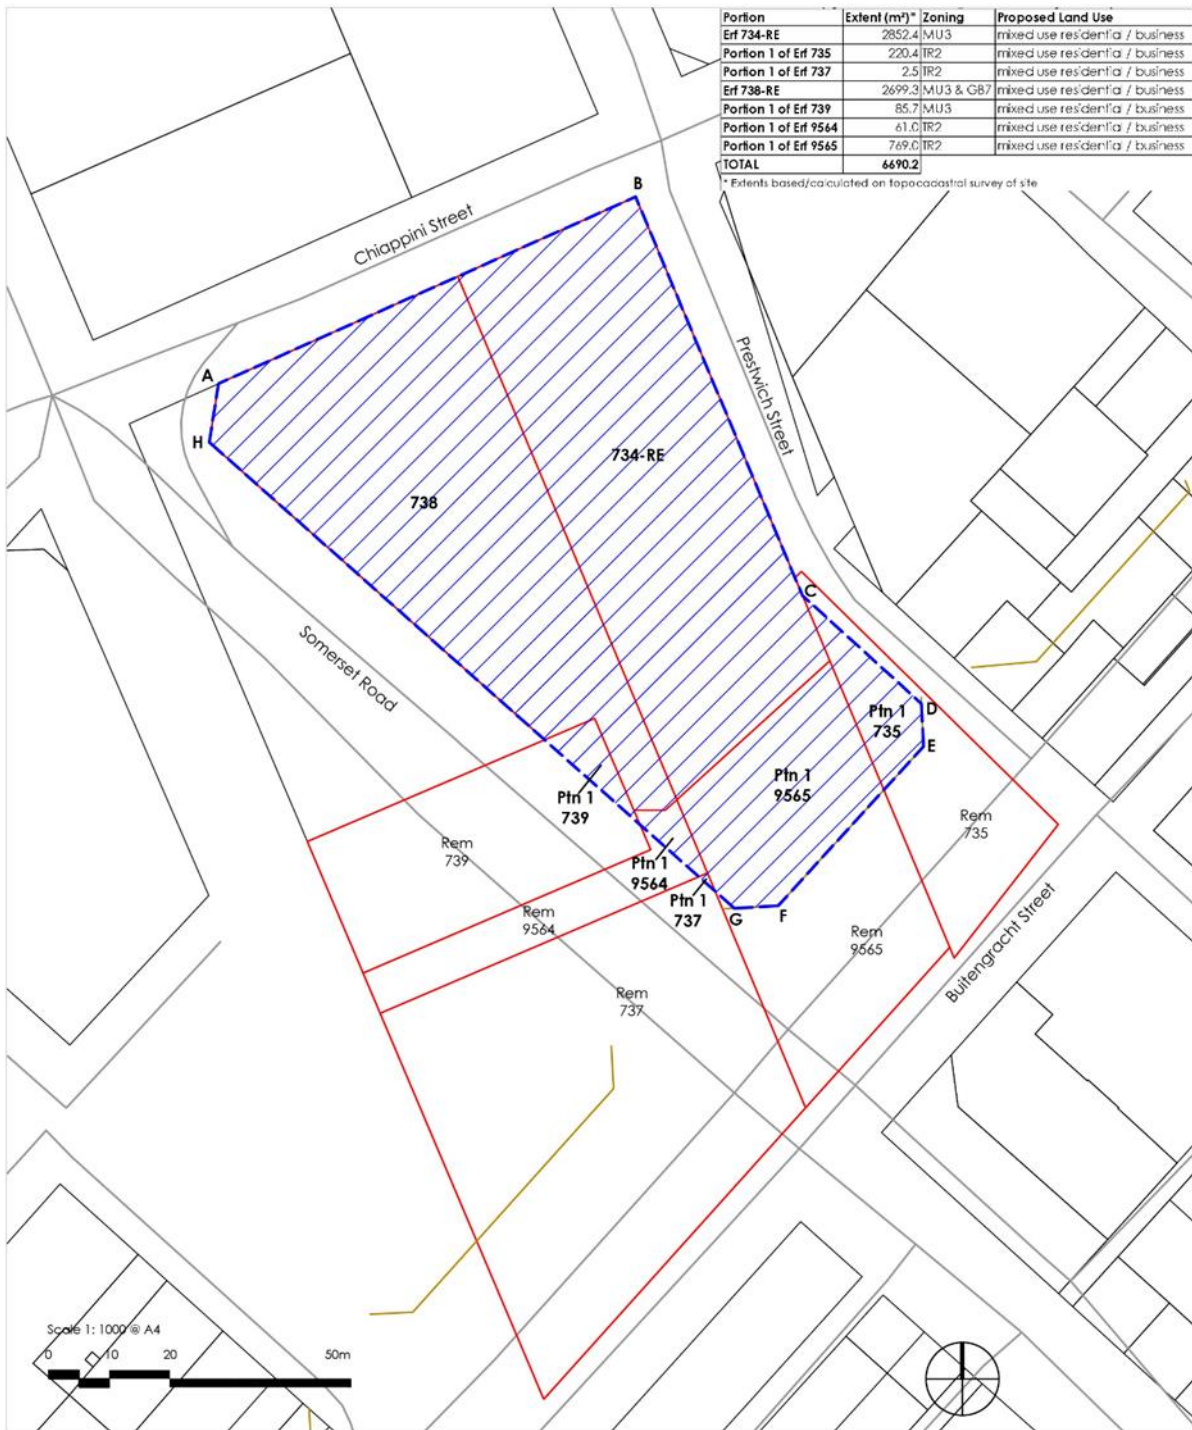 Portion Extent (m²)* Zoning Proposed Land Use
Erf 734-RE 2852.4 MU3 mixed use residential / business
Portion 1 of Erf 735 220.4 TR2 mixed use residential / business
Portion 1 of Erf 737 2.5 TR2 mixed use residential / business
Erf 738-RE 2699.3 MU3 & GB7 mixed use residential / business
Portion 1 of Erf 739 85.7 MU3 mixed use residential / business
Portion 1 of Erf 9564 61.0 TR2 mixed use residential / business
Portion 1 of Erf 9565 769.0 TR2 mixed use residential / business
TOTAL 6690.2
* Extents based/calculated on topocadastral survey of site
B
Chiappini Street
A
H
Prestwich Street
734-RE
738
C
Somerset Road
Ptn 1
735
D
E
Ptn 1
9565
Ptn 1
739
Rem
735
Rem
739
Ptn 1
9564
Ptn 1
737
G
F
Rem
9564
Rem
9565
Buitengracht Street
Rem
737
Scale 1: 1000 @ A4
0 10 20 50m